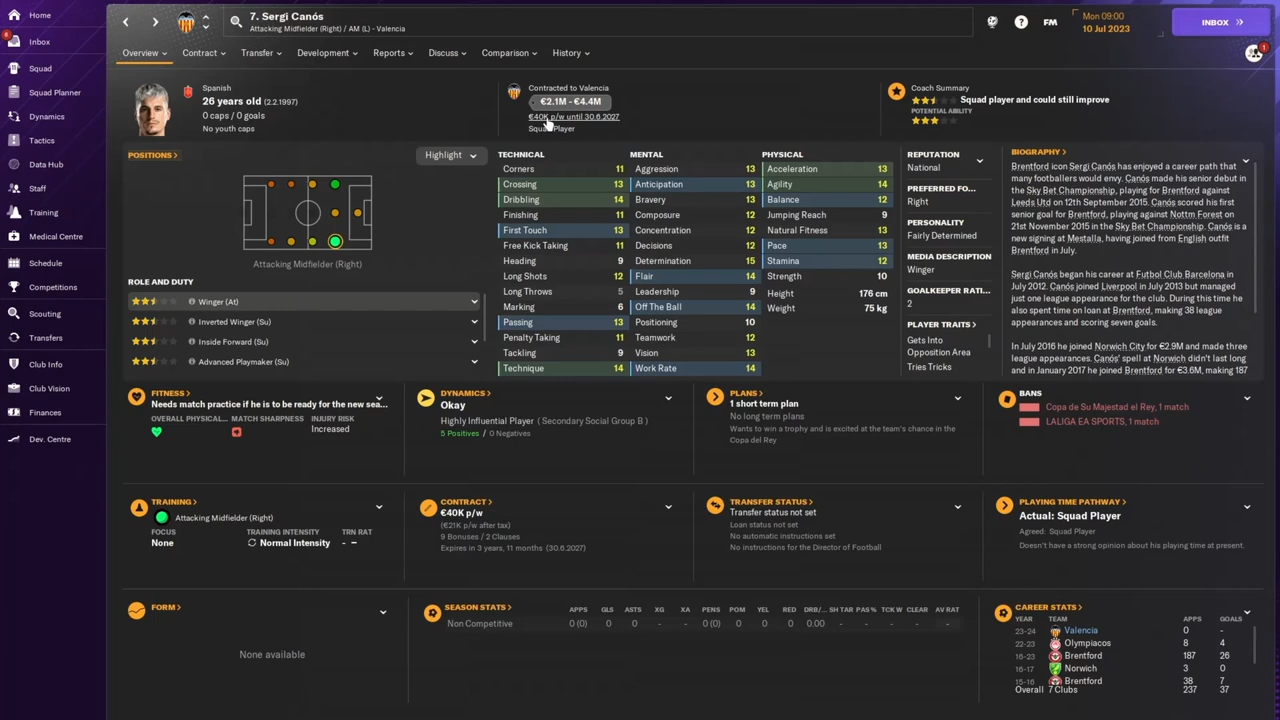 Home
7. Sergi Canós
Attacking Midfielder (Right) / AM (L) - Valencia
FM
Mon 09:00
10 Jul 2023
INBOX
Inbox
Squad
Squad Planner
Dynamics
Tactics
Data Hub
Staff
Training
Medical Centre
Schedule
Competitions
Scouting
Transfers
Club Info
Club Vision
Finances
Dev. Centre
Overview Contract Transfer Development Reports Discuss Comparison History
1
Spanish
26 years old (2.2.1997)
0 caps / 0 goals
No youth caps
Contracted to Valencia
€2.1M - €4.4M
€40K p/w until 30.6.2027
Squad Player
Coach Summary
Squad player and could still improve
POTENTIAL ABILITY
POSITIONS >
Highlight
Attacking Midfielder (Right)
ROLE AND DUTY
Winger (At)
Inverted Winger (Su)
Inside Forward (Su)
Advanced Playmaker (Su)
TECHNICAL
Corners 11
Crossing 13
Dribbling 14
Finishing 11
First Touch 13
Free Kick Taking 11
Heading 9
Long Shots 12
Long Throws 5
Marking 6
Passing 13
Penalty Taking 11
Tackling 9
Technique 14
MENTAL
Aggression 13
Anticipation 13
Bravery 13
Composure 12
Concentration 12
Decisions 12
Determination 15
Flair 14
Leadership 9
Off The Ball 14
Positioning 10
Teamwork 12
Vision 13
Work Rate 14
PHYSICAL
Acceleration 13
Agility 14
Balance 12
Jumping Reach 9
Natural Fitness 13
Pace 13
Stamina 12
Strength 10
Height 176 cm
Weight 75 kg
REPUTATION
National
PREFERRED FO...
Right
PERSONALITY
Fairly Determined
MEDIA DESCRIPTION
Winger
GOALKEEPER RATI...
2
PLAYER TRAITS >
Gets Into
Opposition Area
Tries Tricks
BIOGRAPHY >
Brentford icon Sergi Canós has enjoyed a career path that
many footballers would envy. Canós made his senior debut in
the Sky Bet Championship, playing for Brentford against
Leeds Utd on 12th September 2015. Canós scored his
first senior goal for Brentford, playing against Nottm Forest on
21st November 2015 in the Sky Bet Championship. Canós is a
new signing at Mestalla, having joined from English outfit
Brentford in July.
Sergi Canós began his career at Futbol Club Barcelona in
July 2012. Canós joined Liverpool in July 2013 but managed
just one league appearance for the club. During this time he
also spent time on loan at Brentford, making 38 league
appearances and scoring seven goals.
In July 2016 he joined Norwich City for €2.9M and made three
league appearances. Canós' spell at Norwich didn't last long
and in January 2017 he joined Brentford for €3.6M, making 187
FITNESS >
Needs match practice if he is to be ready for the new sea...
OVERALL PHYSICAL... MATCH SHARPNESS INJURY RISK
Increased
DYNAMICS >
Okay
Highly Influential Player ( Secondary Social Group B )
5 Positives / 0 Negatives
PLANS >
1 short term plan
No long term plans
Wants to win a trophy and is excited at the team's chance in the
Copa del Rey
BANS
Copa de Su Majestad el Rey, 1 match
LALIGA EA SPORTS, 1 match
TRAINING >
Attacking Midfielder (Right)
FOCUS TRAINING INTENSITY TRN RAT
None Normal Intensity - -
CONTRACT >
€40K p/w
(€21K p/w after tax)
9 Bonuses / 2 Clauses
Expires in 3 years, 11 months (30.6.2027)
TRANSFER STATUS >
Transfer status not set
Loan status not set
No automatic instructions set
No instructions for the Director of Football
PLAYING TIME PATHWAY >
Actual: Squad Player
Agreed: Squad Player
Doesn't have a strong opinion about his playing time at present.
FORM >
None available
SEASON STATS > APPS GLS ASTS XG XA PENS POM YEL RED DRB/... SH TAR PAS % TCK W CLEAR AV RAT
Non Competitive 0 (0) 0 0 - - 0 (0) 0 0 0 0.00 - - - - -
CAREER STATS >
YEAR TEAM APPS GOALS
23-24 Valencia 0 -
22-23 Olympiacos 8 4
16-23 Brentford 187 26
16-17 Norwich 3 0
15-16 Brentford 38 7
Overall 7 Clubs 237 37